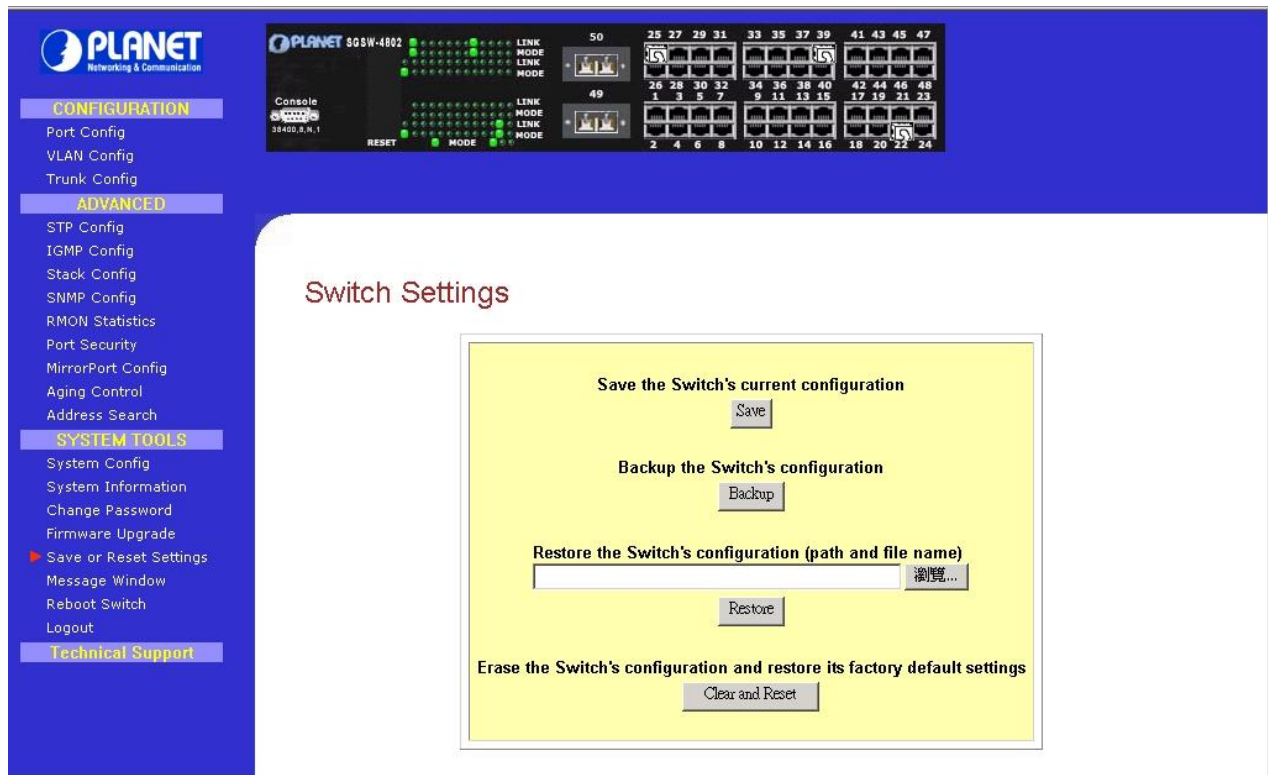 PLANET
Networking & Communication
CONFIGURATION
Port Config
VLAN Config
Trunk Config
ADVANCED
STP Config
IGMP Config
Stack Config
SNMP Config
RMON Statistics
Port Security
MirrorPort Config
Aging Control
Address Search
SYSTEM TOOLS
System Config
System Information
Change Password
Firmware Upgrade
Save or Reset Settings
Message Window
Reboot Switch
Logout
Technical Support
PLANET SGSW-4802
LINK
MODE
LINK
MODE
Console
38400,8,N,1
LINK
MODE
LINK
MODE
RESET MODE
50
49
25 27 29 31 33 35 37 39 41 43 45 47
26 28 30 32 34 36 38 40 42 44 46 48
1 3 5 7 9 11 13 15 17 19 21 23
2 4 6 8 10 12 14 16 18 20 22 24
Switch Settings
Save the Switch's current configuration
Save
Backup the Switch's configuration
Backup
Restore the Switch's configuration (path and file name)
瀏覽...
Restore
Erase the Switch's configuration and restore its factory default settings
Clear and Reset